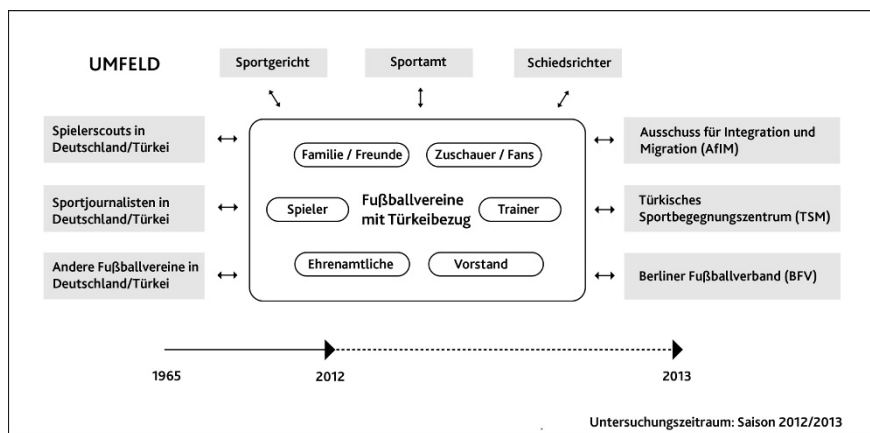 UMFELD
Sportgericht
Sportamt
Schiedsrichter
Spielerscouts in
Deutschland/Türkei
Sportjournalisten in
Deutschland/Türkei
Andere Fußballvereine in
Deutschland/Türkei
Familie / Freunde
Zuschauer / Fans
Spieler
Fußballvereine
mit Türkeibezug
Trainer
Ehrenamtliche
Vorstand
Ausschuss für Integration und
Migration (AfIM)
Türkisches
Sportbegegnungszentrum (TSM)
Berliner Fußballverband (BFV)
1965
2012
2013
Untersuchungszeitraum: Saison 2012/2013